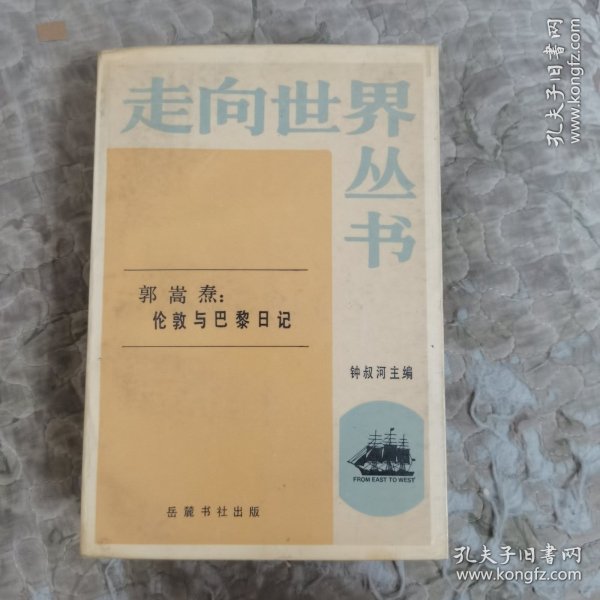 走向世界
丛书
郭嵩焘：
伦敦与巴黎日记
钟叔河主编
FROM EAST TO WEST
岳麓书社出版
孔夫子旧书网
www.kongfz.com
孔夫子旧书网
www.kongfz.com